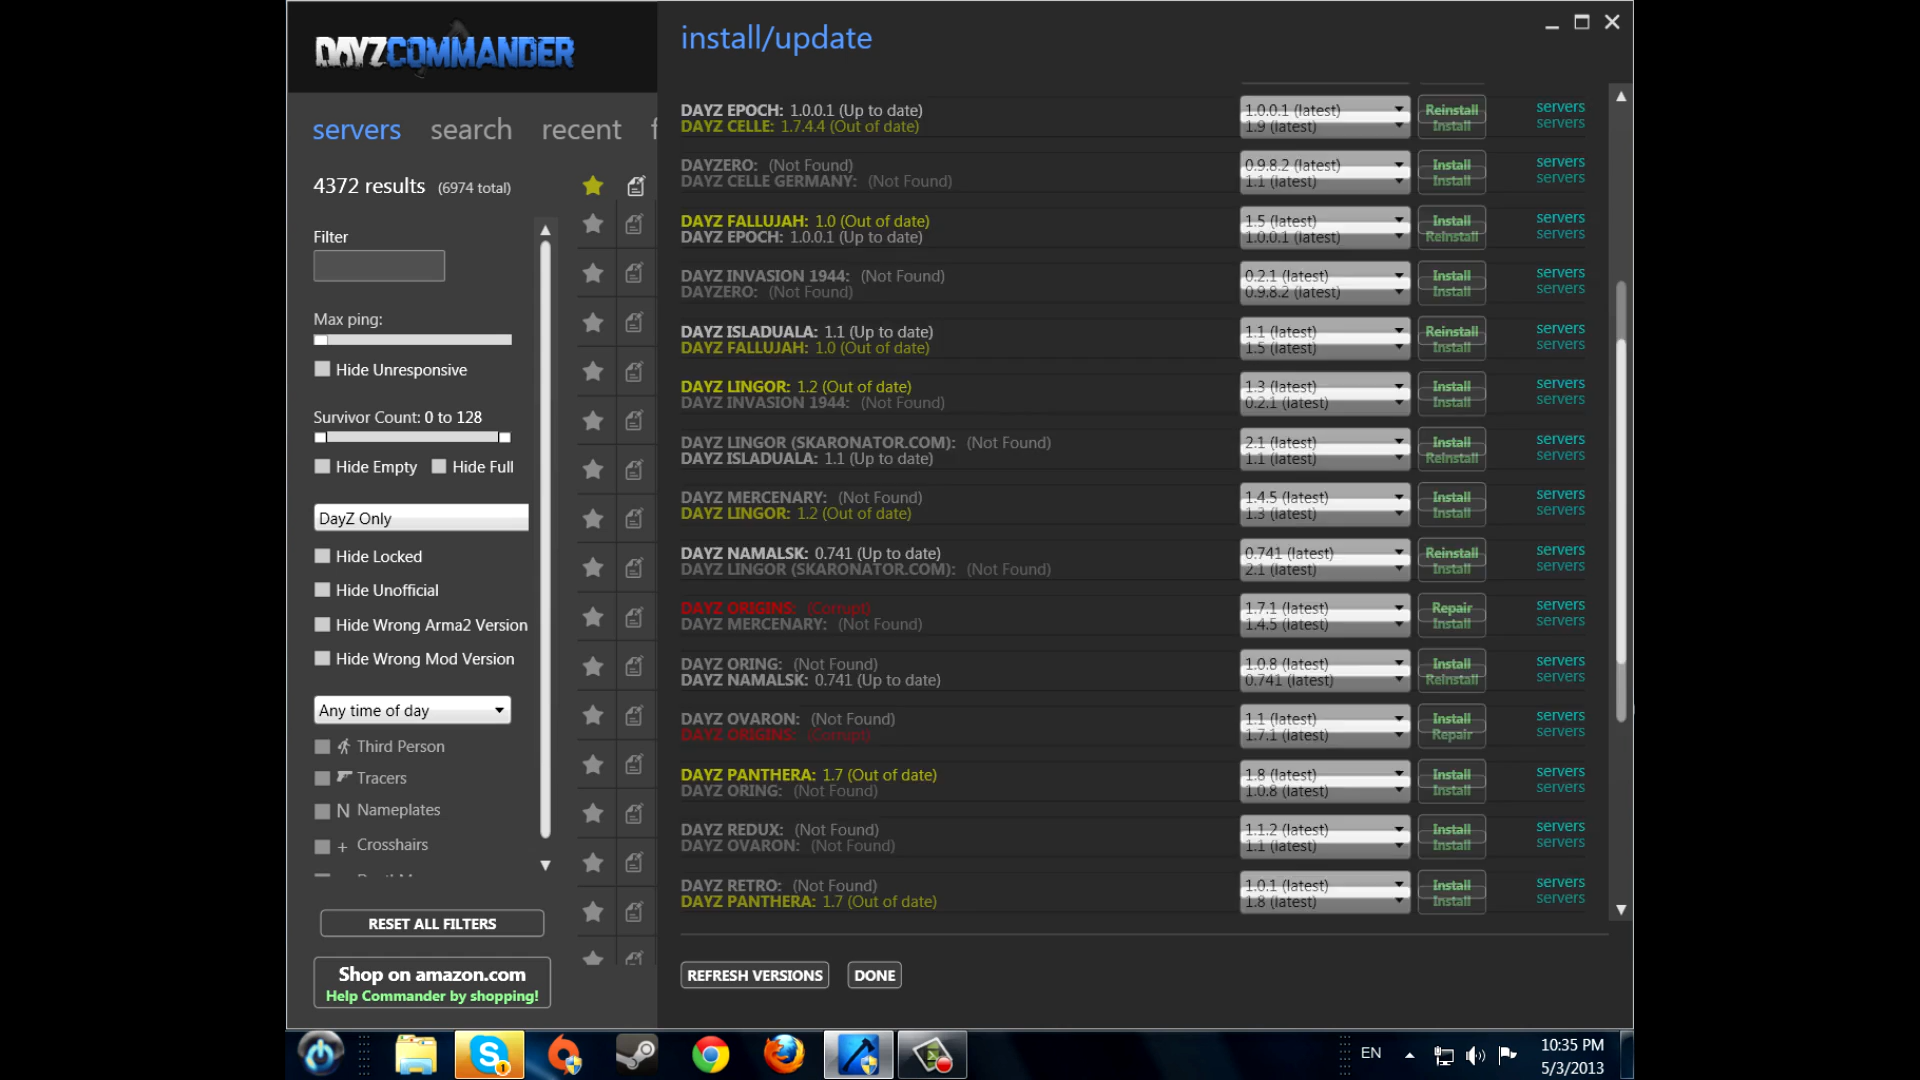 DAYZCOMMANDER
install/update
servers search recent f
4372 results (6974 total)
Filter
Max ping:
Hide Unresponsive
Survivor Count: 0 to 128
Hide Empty Hide Full
DayZ Only
Hide Locked
Hide Unofficial
Hide Wrong Arma2 Version
Hide Wrong Mod Version
Any time of day
Third Person
Tracers
N Nameplates
+ Crosshairs
RESET ALL FILTERS
Shop on amazon.com
Help Commander by shopping!
DAYZ EPOCH: 1.0.0.1 (Up to date) 1.0.0.1 (latest) Reinstall servers
DAYZ CELLE: 1.7.4.4 (Out of date) 1.9 (latest) Install servers
DAYZERO: (Not Found) 0.9.8.2 (latest) Install servers
DAYZ CELLE GERMANY: (Not Found) 1.1 (latest) Install servers
DAYZ FALLUJAH: 1.0 (Out of date) 1.5 (latest) Install servers
DAYZ EPOCH: 1.0.0.1 (Up to date) 1.0.0.1 (latest) Reinstall servers
DAYZ INVASION 1944: (Not Found) 0.2.1 (latest) Install servers
DAYZERO: (Not Found) 0.9.8.2 (latest) Install servers
DAYZ ISLADUALA: 1.1 (Up to date) 1.1 (latest) Reinstall servers
DAYZ FALLUJAH: 1.0 (Out of date) 1.5 (latest) Install servers
DAYZ LINGOR: 1.2 (Out of date) 1.3 (latest) Install servers
DAYZ INVASION 1944: (Not Found) 0.2.1 (latest) Install servers
DAYZ LINGOR (SKARONATOR.COM): (Not Found) 2.1 (latest) Install servers
DAYZ ISLADUALA: 1.1 (Up to date) 1.1 (latest) Reinstall servers
DAYZ MERCENARY: (Not Found) 1.4.5 (latest) Install servers
DAYZ LINGOR: 1.2 (Out of date) 1.3 (latest) Install servers
DAYZ NAMALSK: 0.741 (Up to date) 0.741 (latest) Reinstall servers
DAYZ LINGOR (SKARONATOR.COM): (Not Found) 2.1 (latest) Install servers
DAYZ ORIGINS: (Corrupt) 1.7.1 (latest) Repair servers
DAYZ MERCENARY: (Not Found) 1.4.5 (latest) Install servers
DAYZ ORING: (Not Found) 1.0.8 (latest) Install servers
DAYZ NAMALSK: 0.741 (Up to date) 0.741 (latest) Reinstall servers
DAYZ OVARON: (Not Found) 1.1 (latest) Install servers
DAYZ ORIGINS: (Corrupt) 1.7.1 (latest) Repair servers
DAYZ PANTHERA: 1.7 (Out of date) 1.8 (latest) Install servers
DAYZ ORING: (Not Found) 1.0.8 (latest) Install servers
DAYZ REDUX: (Not Found) 1.1.2 (latest) Install servers
DAYZ OVARON: (Not Found) 1.1 (latest) Install servers
DAYZ RETRO: (Not Found) 1.0.1 (latest) Install servers
DAYZ PANTHERA: 1.7 (Out of date) 1.8 (latest) Install servers
REFRESH VERSIONS DONE
EN
10:35 PM
5/3/2013